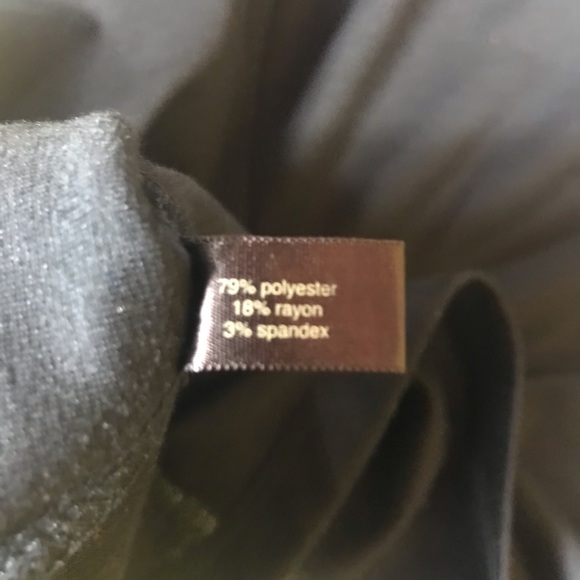 79% polyester
18% rayon
3% spandex